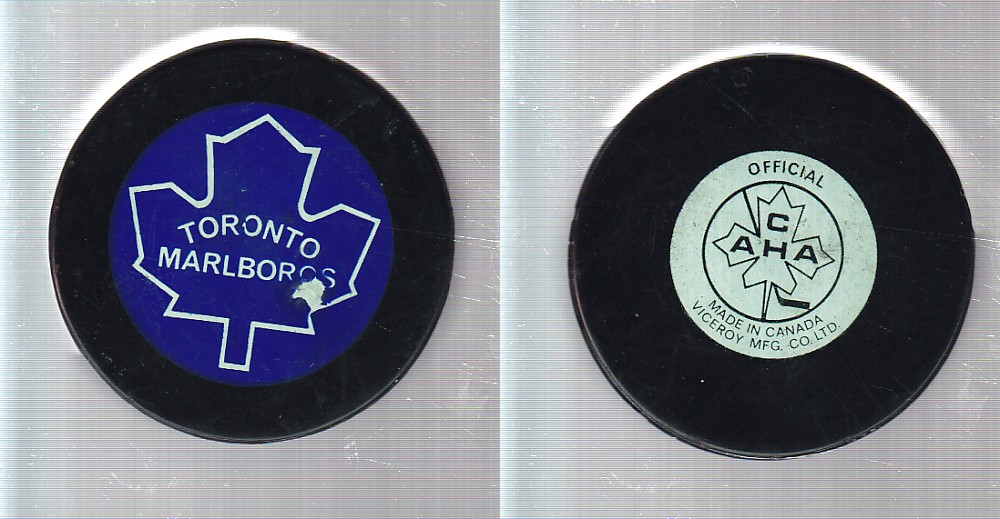 TORONTO
MARLBOROS
OFFICIAL
C
AHA
MADE IN CANADA
VICEROY MFG. CO. LTD.